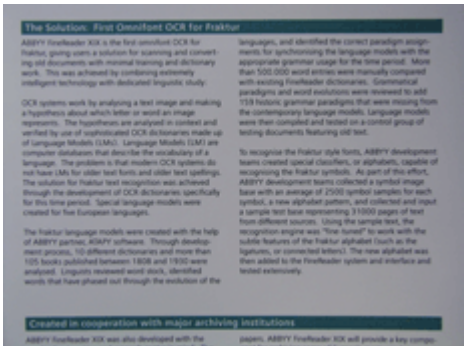 The Solution: First Omnifont OCR for Fraktur
ABBYY FineReader XIX is the first omnifont OCR for
Fraktur, giving users a solution for scanning and convert-
ing old documents with minimal training and dictionary
work. This was achieved by combining extremely
intelligent technology with dedicated linguistic study:
OCR systems work by analysing a text image and making
a hypothesis about which letter or word an image
represents. The hypotheses are analysed in context and
verified by use of sophisticated OCR dictionaries made up
of Language Models (LMs). Language Models (LM) are
computer databases that describe the vocabulary of a
language. The problem is that modern OCR systems do
not have LMs for older text fonts and older text spellings.
The solution for Fraktur text recognition was achieved
through the development of OCR dictionaries specifically
for this time period. Special language models were
created for five European languages.
The Fraktur language models were created with the help
of ABBYY partner, ATAPY software. Through develop-
ment process, 10 different dictionaries and more than
105 books published between 1808 and 1930 were
analysed. Linguists reviewed word stock, identified
words that have phased out through the evolution of the
languages, and identified the correct paradigm assign-
ments for synchronising the language models with the
appropriate grammar usage for the time period. More
than 500.000 word entries were manually compared
with existing FineReader dictionaries. Grammatical
paradigms and word evolutions were reviewed to add
159 historic grammar paradigms that were missing from
the contemporary language models. Language models
were then compiled and tested on a control group of
testing documents featuring old text.
To recognise the Fraktur style fonts, ABBYY development
teams created special classifiers, or alphabets, capable of
recognising the Fraktur symbols. As part of this effort,
ABBYY development teams collected a symbol image
base with an average of 2500 symbol samples for each
symbol, a new alphabet pattern, and collected and input
a sample text base representing 31000 pages of text
from different sources. Using the sample text, the
recognition engine was "fine-tuned" to work with the
subtle features of the Fraktur alphabet (such as the
ligatures, or connected letters). The new alphabet was
then added to the FineReader system and interface and
tested extensively.
Created in cooperation with major archiving institutions
ABBYY FineReader XIX was also developed with the
papers. ABBYY FineReader XIX will provide a key compo-